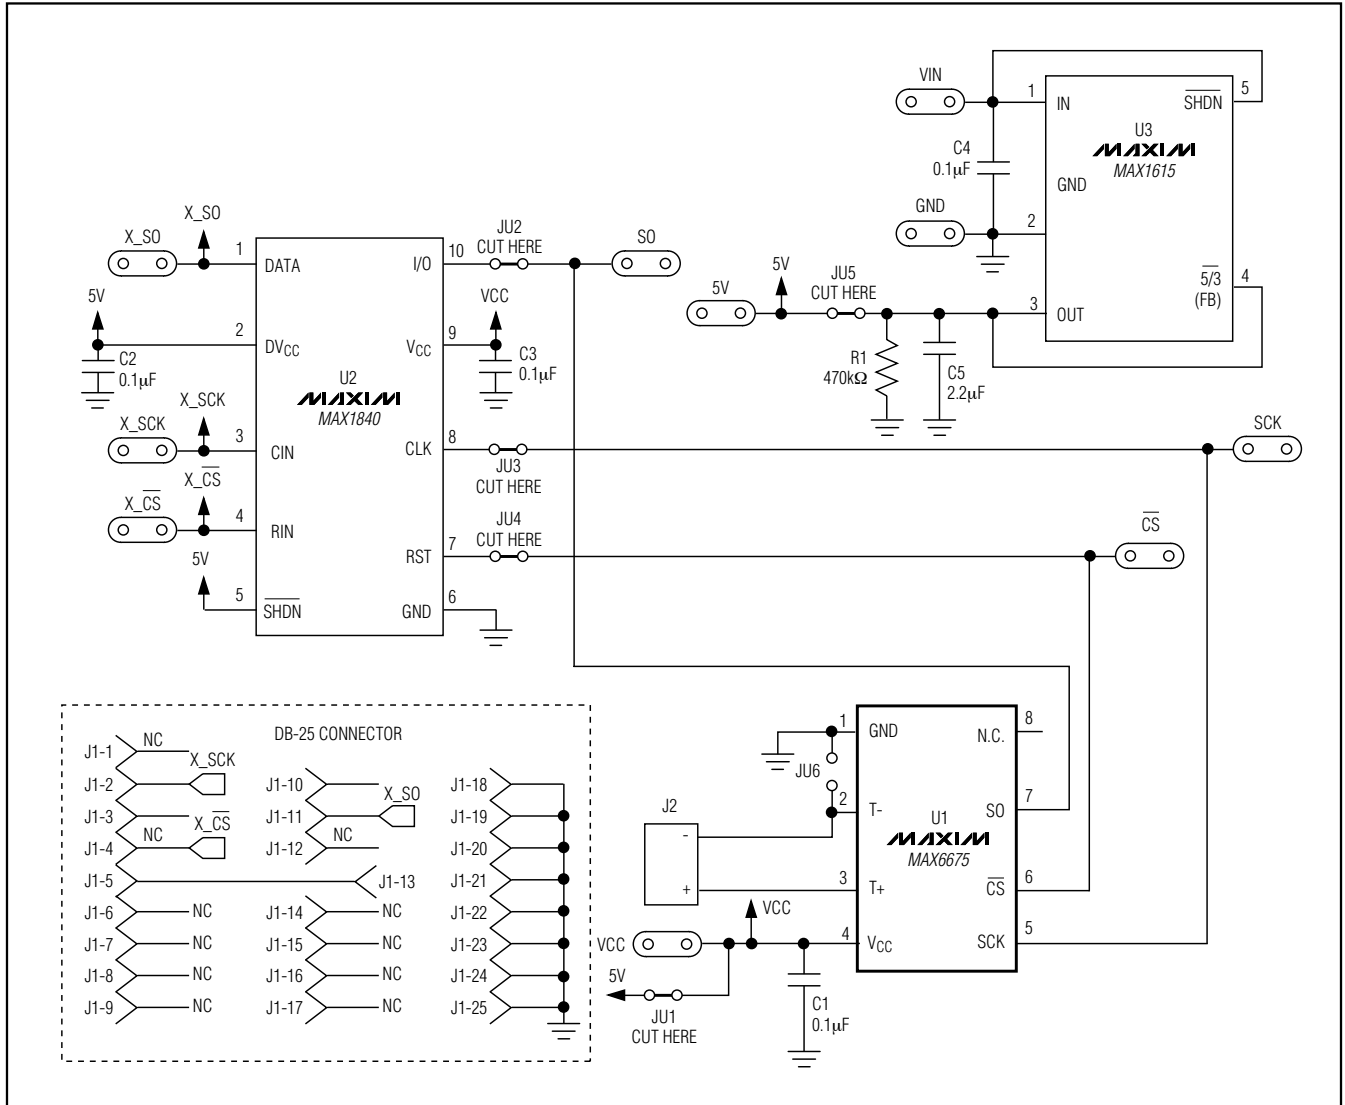 VIN
1
IN
SHDN
5
U3
MAXIM
MAX1615
C4
0.1µF
GND
GND
2
5V
5V
JU5
CUT HERE
3
OUT
5/3
(FB)
4
R1
470kΩ
C5
2.2µF
X_SO
X_SO
1
DATA
I/O
10
JU2
CUT HERE
SO
5V
2
DVCC
VCC
9
VCC
C2
0.1µF
C3
0.1µF
U2
MAXIM
MAX1840
X_SCK
X_SCK
3
CIN
CLK
8
JU3
CUT HERE
SCK
X_CS
X_CS
4
RIN
RST
7
JU4
CUT HERE
CS
5V
5
SHDN
GND
6
DB-25 CONNECTOR
J1-1
NC
J1-2
X_SCK
J1-3
J1-4
NC
X_CS
J1-5
J1-6
NC
J1-7
NC
J1-8
NC
J1-9
NC
J1-10
J1-11
X_SO
J1-12
NC
J1-13
J1-14
NC
J1-15
NC
J1-16
NC
J1-17
NC
J1-18
J1-19
J1-20
J1-21
J1-22
J1-23
J1-24
J1-25
1
GND
N.C.
8
JU6
2
T-
SO
7
J2
-
+
U1
MAXIM
MAX6675
3
T+
CS
6
VCC
VCC
4
VCC
SCK
5
5V
JU1
CUT HERE
C1
0.1µF